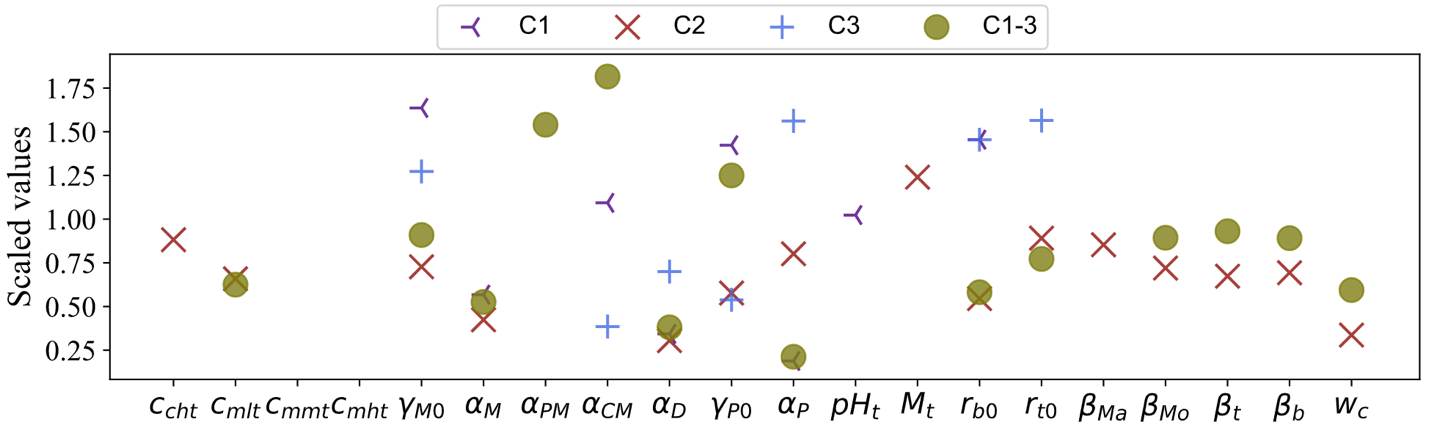 C1 C2 C3 C1-3
Scaled values
1.75
1.50
1.25
1.00
0.75
0.50
0.25
c_cht c_mlt c_mmt c_mht γ_M0 α_M α_PM α_CM α_D γ_P0 α_P pH_t M_t r_b0 r_t0 β_Ma β_Mo β_t β_b w_c